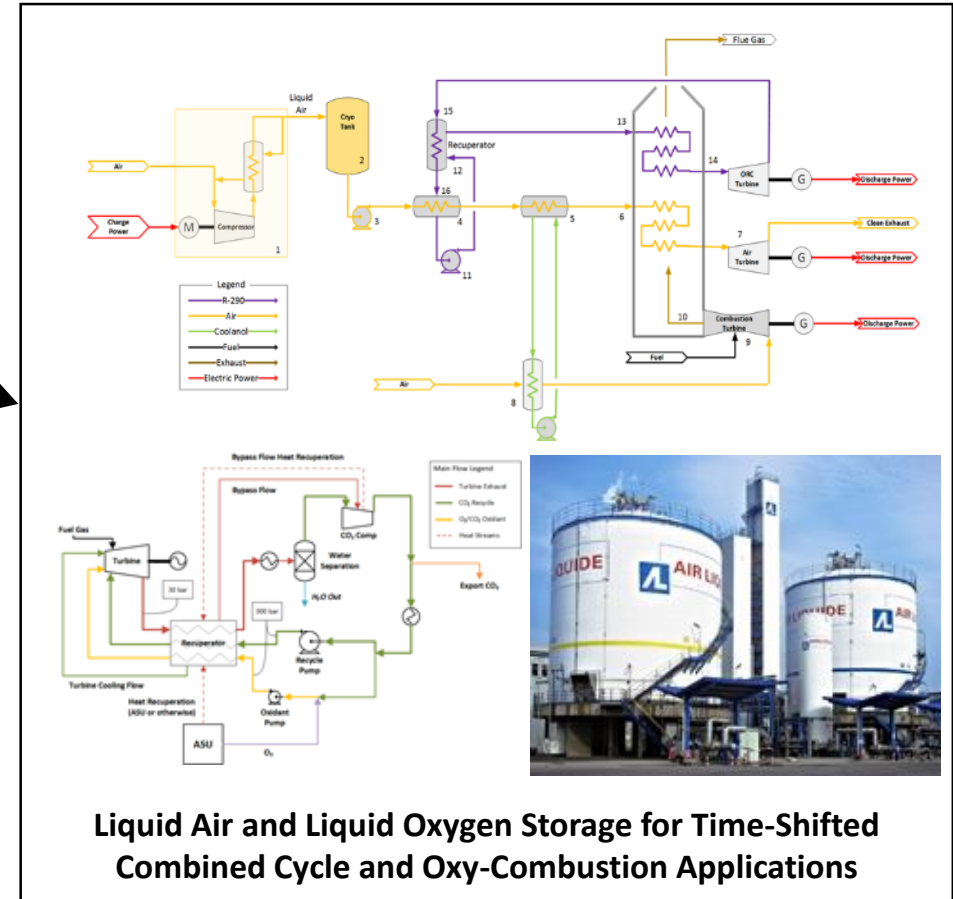 Flue Gas
Liquid
Air
Cryo
Tank
2
15
Recuperator
12
13
14
ORC
Turbine
G
Discharge Power
Air
Charge
Power
M
Compressor
1
3
16
4
5
6
7
Air
Turbine
G
Clean Exhaust
Discharge Power
11
Legend
R-290
Air
Coolanol
Fuel
Exhaust
Electric Power
10
Combustion
Turbine
9
G
Discharge Power
Fuel
Air
8
Bypass Flow Heat Recuperation
Bypass Flow
Fuel Gas
Turbine
30 bar
CO₂ Comp
Water
Separation
H₂O Out
300 bar
Recuperator
Recycle
Pump
Export CO₂
Turbine Cooling Flow
Heat Recuperation
(ASU or otherwise)
Oxidant
Pump
ASU
O₂
Main Flow Legend
Turbine Exhaust
CO₂ Recycle
O₂/CO₂ Oxidant
Heat Streams
QUIDE
AIR LIQ
LIQUIDE
A
Liquid Air and Liquid Oxygen Storage for Time-Shifted
Combined Cycle and Oxy-Combustion Applications